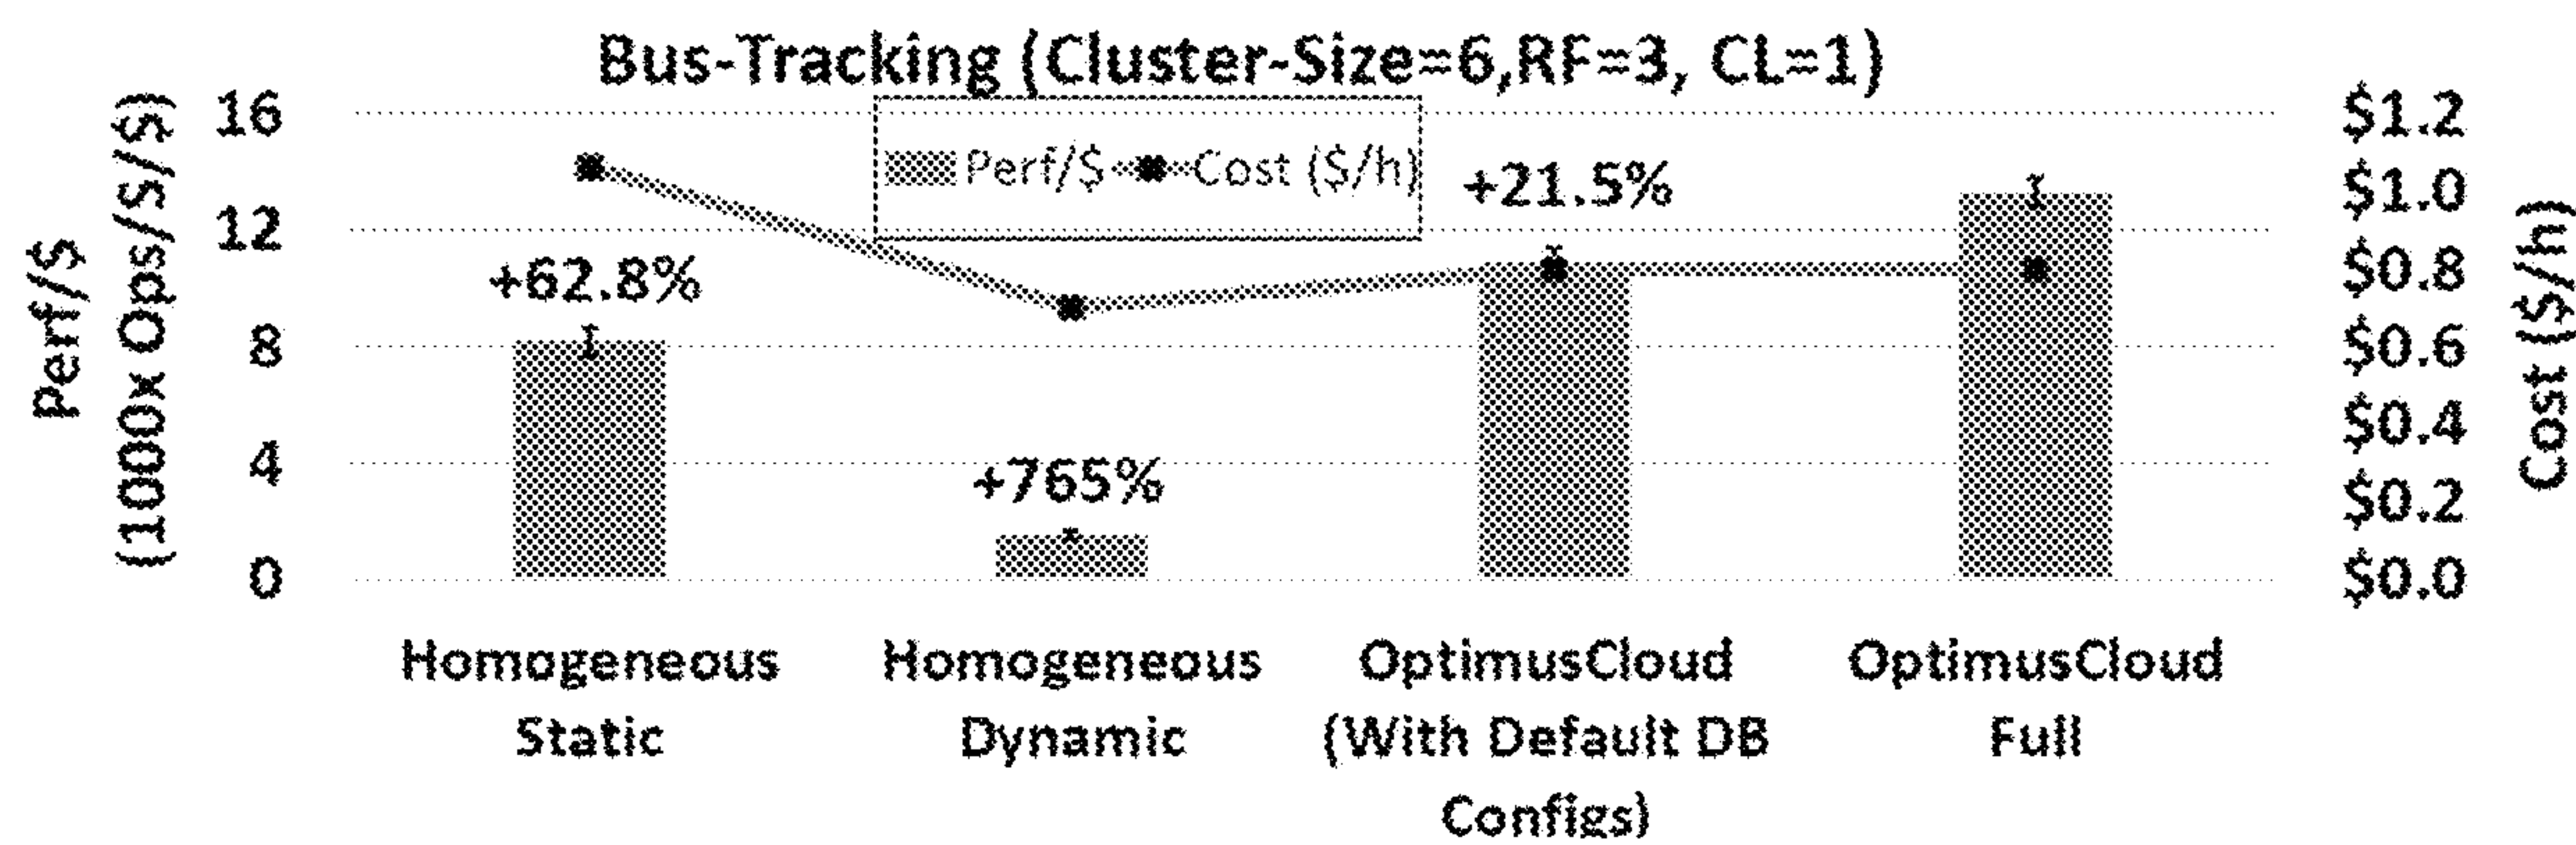 Bus-Tracking (Cluster-Size=6,RF=3, CL=1)
Perf/$
(1000x Ops/S/$)
16
12
8
4
0
Perf/$ Cost ($/h)
+62.8%
+765%
+21.5%
$1.2
$1.0
$0.8
$0.6
$0.4
$0.2
$0.0
Cost ($/h)
Homogeneous
Static
Homogeneous
Dynamic
OptimusCloud
(With Default DB
Configs)
OptimusCloud
Full